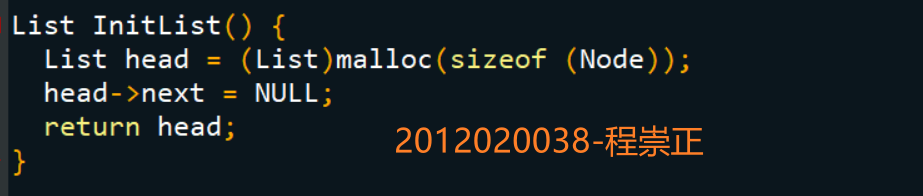 List InitList() {
  List head = (List)malloc(sizeof (Node));
  head->next = NULL;
  return head;
2012020038-程崇正
}